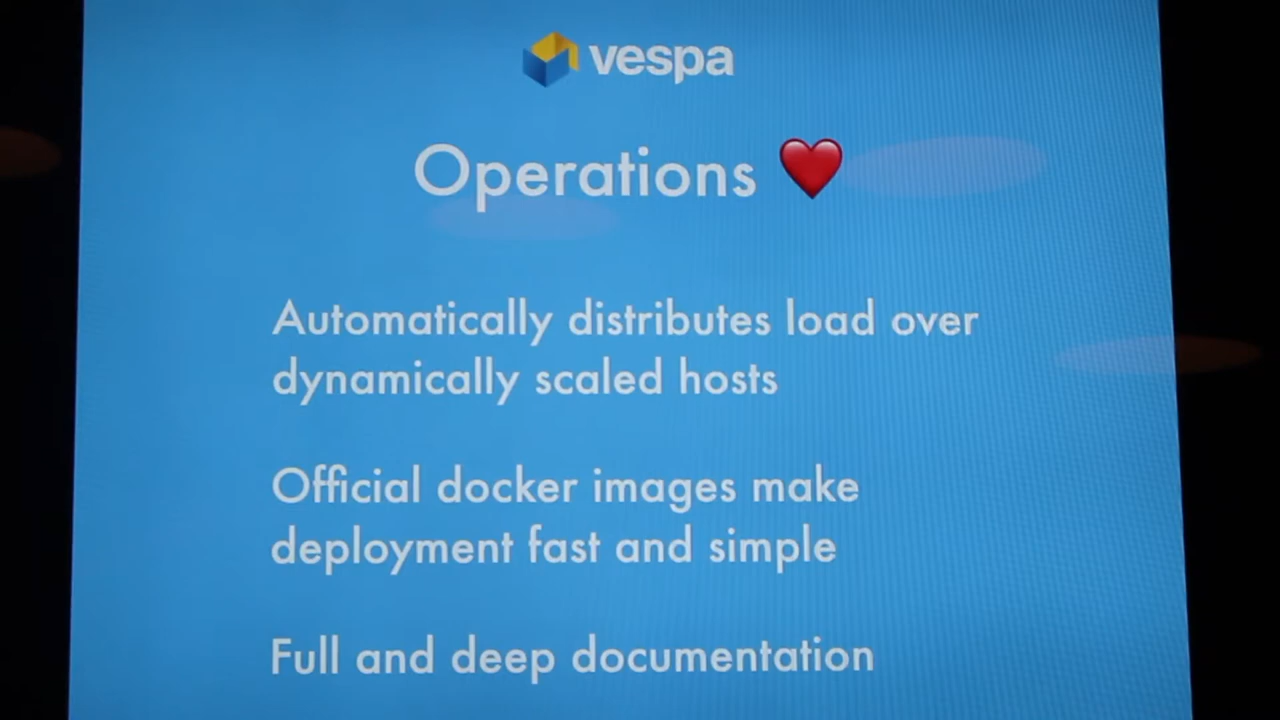 vespa
Operations ❤️
Automatically distributes load over
dynamically scaled hosts
Official docker images make
deployment fast and simple
Full and deep documentation